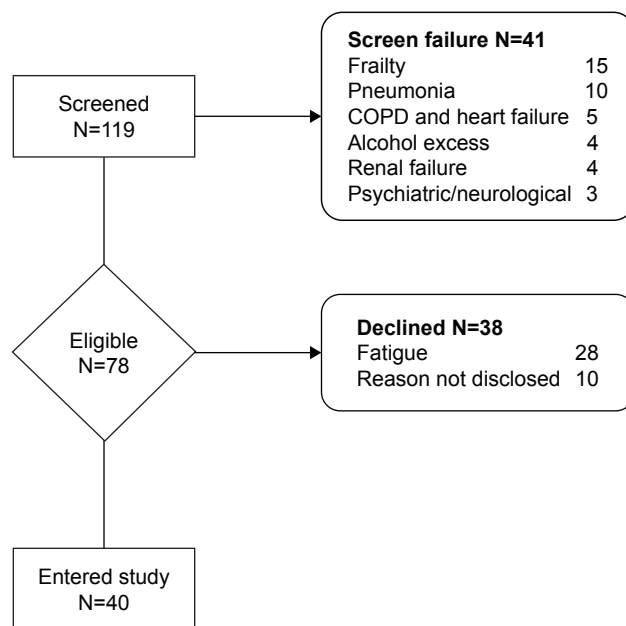 Screened
N=119
Screen failure N=41
Frailty 15
Pneumonia 10
COPD and heart failure 5
Alcohol excess 4
Renal failure 4
Psychiatric/neurological 3
Eligible
N=78
Declined N=38
Fatigue 28
Reason not disclosed 10
Entered study
N=40